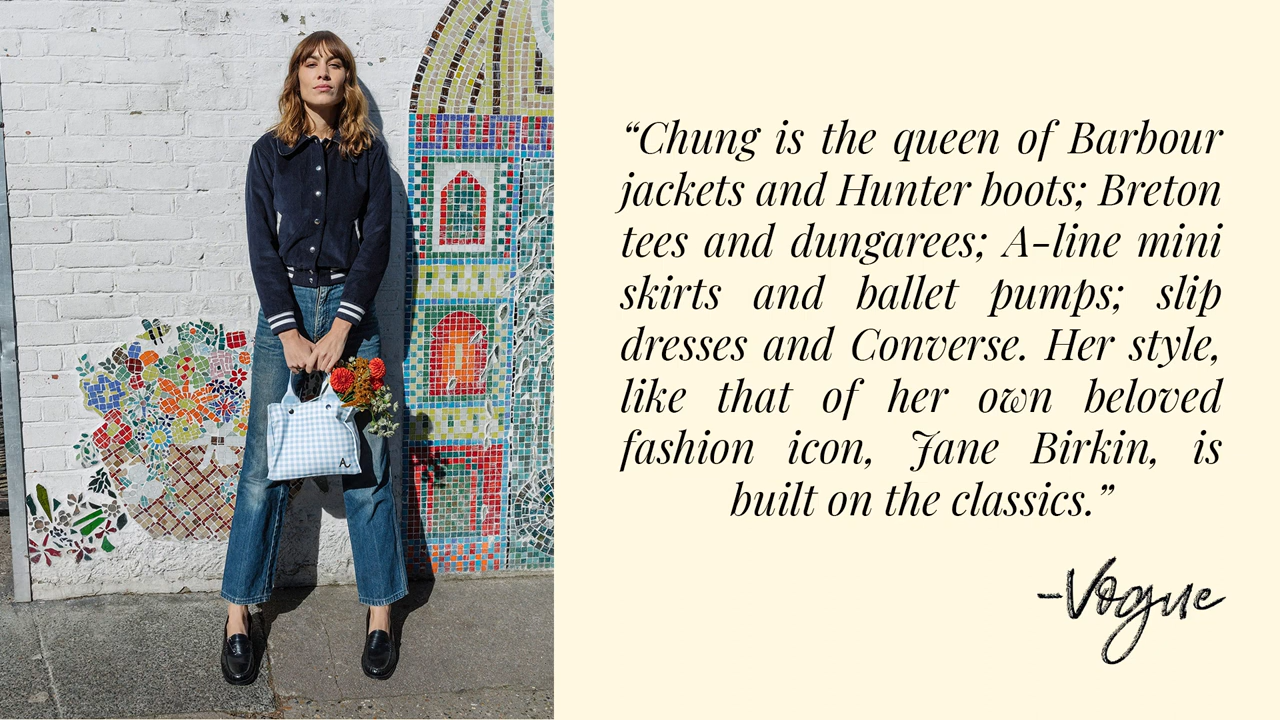 “Chung is the queen of Barbour
jackets and Hunter boots; Breton
tees and dungarees; A-line mini
skirts and ballet pumps; slip
dresses and Converse. Her style,
like that of her own beloved
fashion icon, Jane Birkin, is
built on the classics.”
-Vogue
A